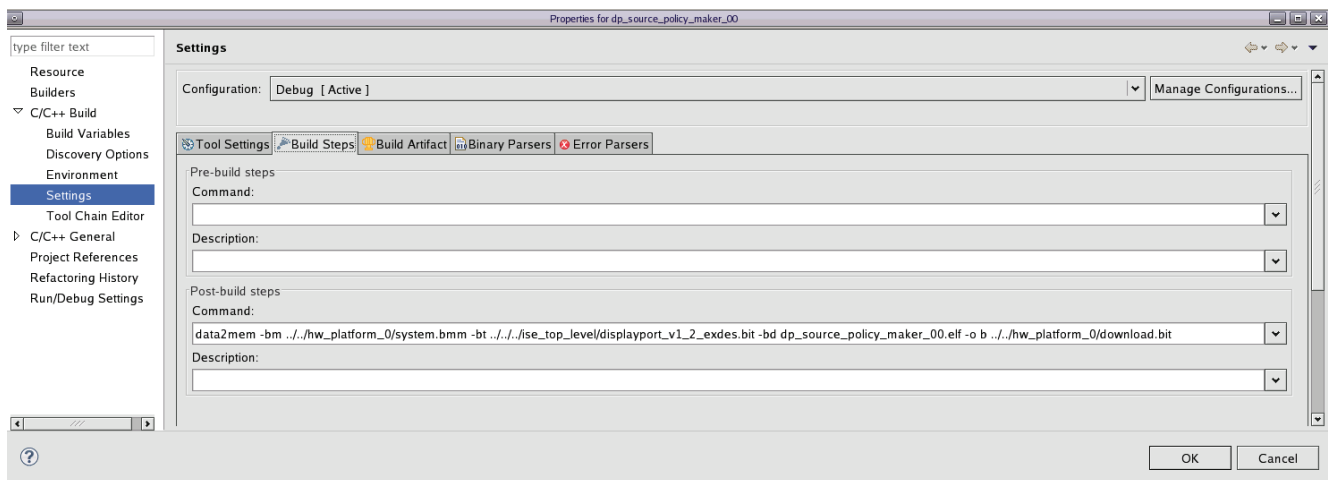 Properties for dp_source_policy_maker_00
type filter text
Settings
Resource
Builders
C/C++ Build
Build Variables
Discovery Options
Environment
Settings
Tool Chain Editor
C/C++ General
Project References
Refactoring History
Run/Debug Settings
Configuration: Debug [ Active ] Manage Configurations...
Tool Settings Build Steps Build Artifact Binary Parsers Error Parsers
Pre-build steps
Command:
Description:
Post-build steps
Command:
data2mem -bm ../../hw_platform_0/system.bmm -bt ../../../ise_top_level/displayport_v1_2_exdes.bit -bd dp_source_policy_maker_00.elf -o b ../../hw_platform_0/download.bit
Description:
OK Cancel